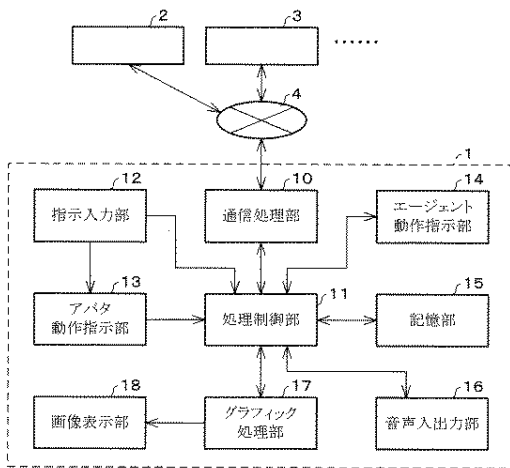 2
3
……
4
1
12
指示入力部
10
通信処理部
14
エージェント
動作指示部
13
アバタ
動作指示部
11
処理制御部
15
記憶部
18
画像表示部
17
グラフィック
処理部
16
音声入出力部